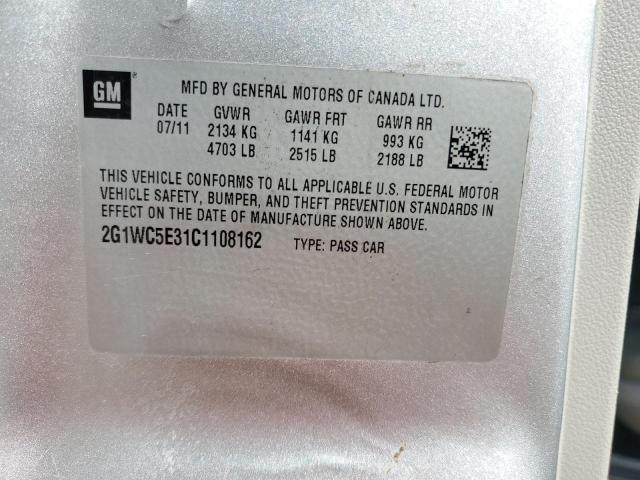 GM
MFD BY GENERAL MOTORS OF CANADA LTD.
DATE GVWR GAWR FRT GAWR RR
07/11 2134 KG 1141 KG 993 KG
4703 LB 2515 LB 2188 LB
THIS VEHICLE CONFORMS TO ALL APPLICABLE U.S. FEDERAL MOTOR
VEHICLE SAFETY, BUMPER, AND THEFT PREVENTION STANDARDS IN
EFFECT ON THE DATE OF MANUFACTURE SHOWN ABOVE.
2G1WC5E31C1108162 TYPE: PASS CAR